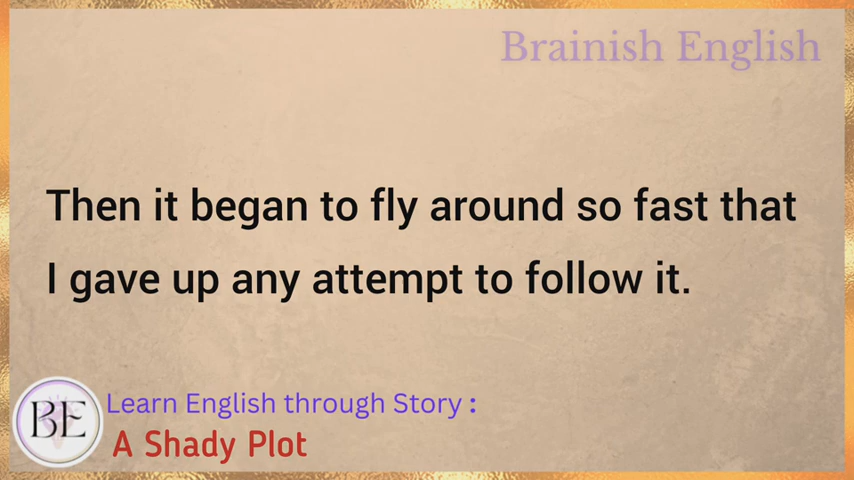 Brainish English
Then it began to fly around so fast that
I gave up any attempt to follow it.
BE
Learn English through Story :
A Shady Plot